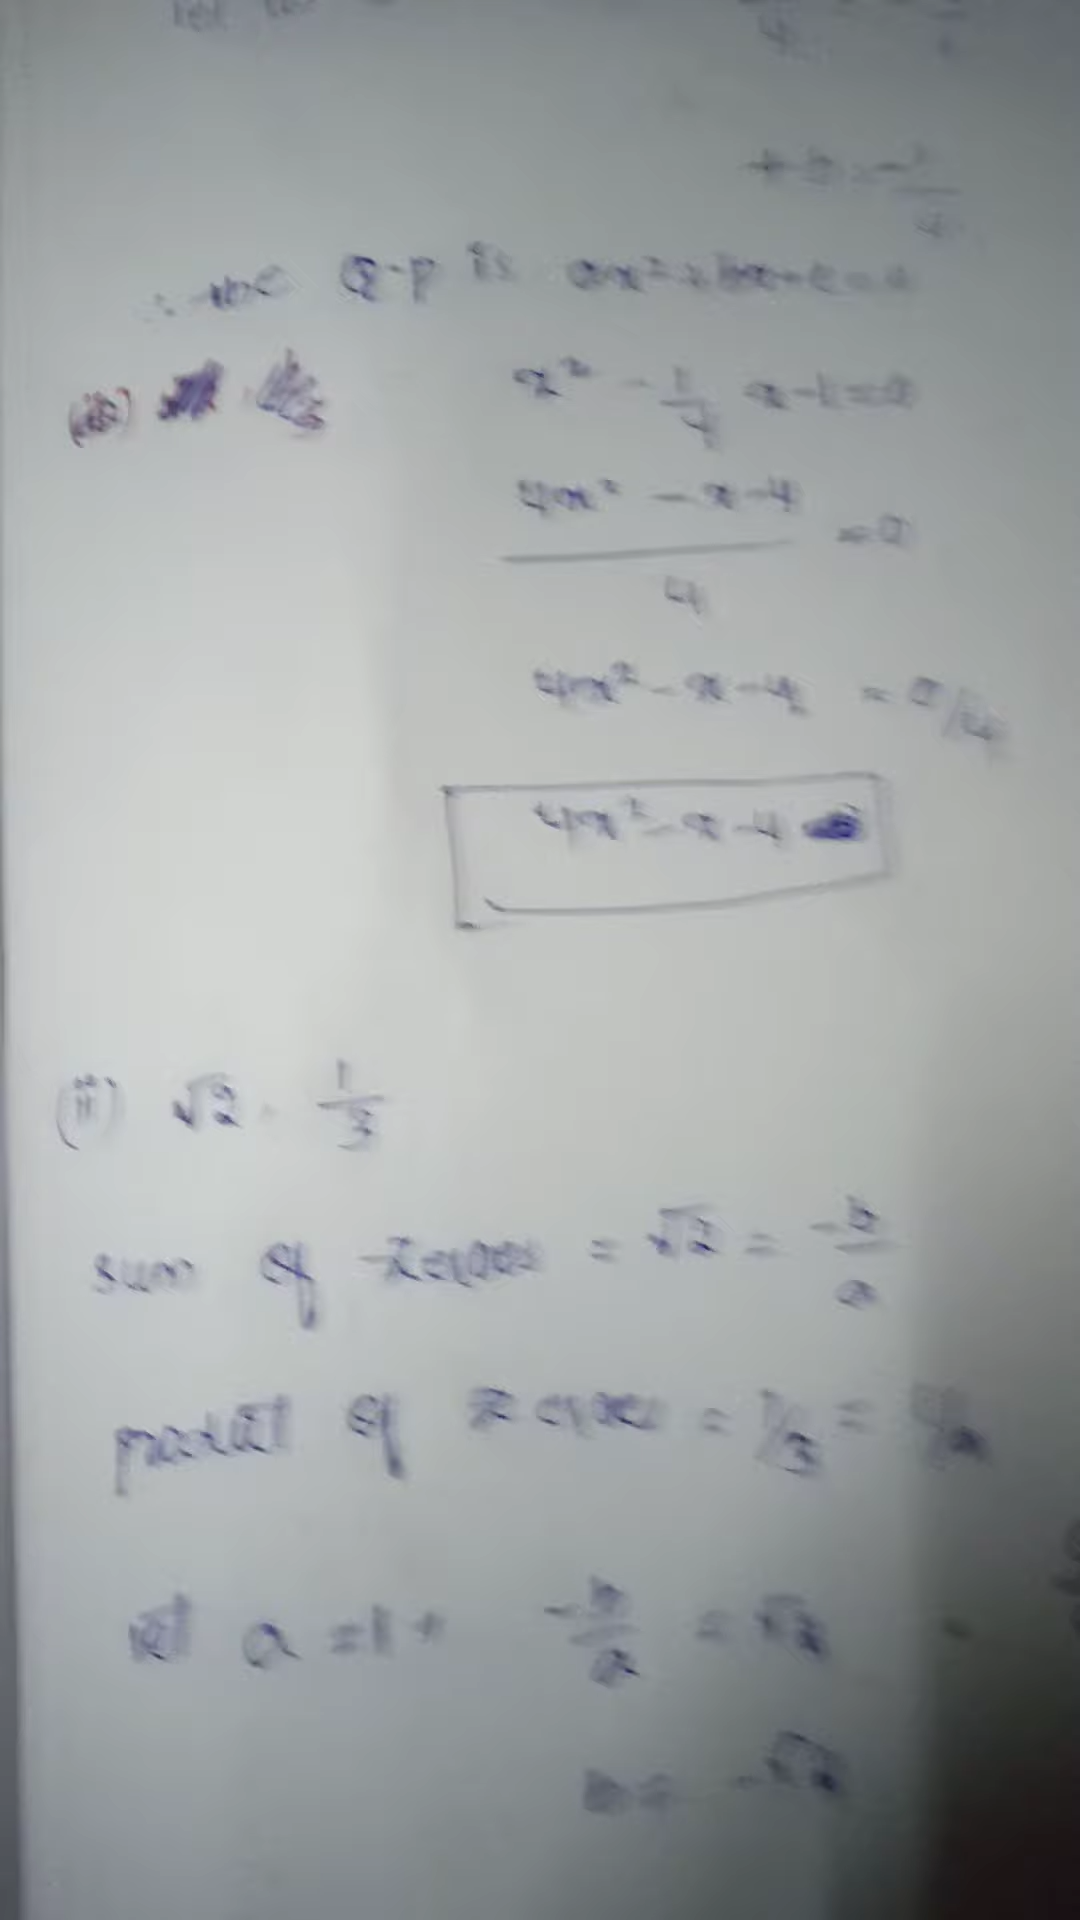 ∴ the Q-P is ax² + bx + c = 0
x² - 1/4 x - 1 = 0
4x² - x - 4 / 4 = 0
4x² - x - 4 = 0/4
4x² - x - 4
(ii) √2, 1/3
sum of zeroes = √2 = -b/a
product of zeroes = 1/3 = c/a
let a = 1, -b/a = √2
b = -√2